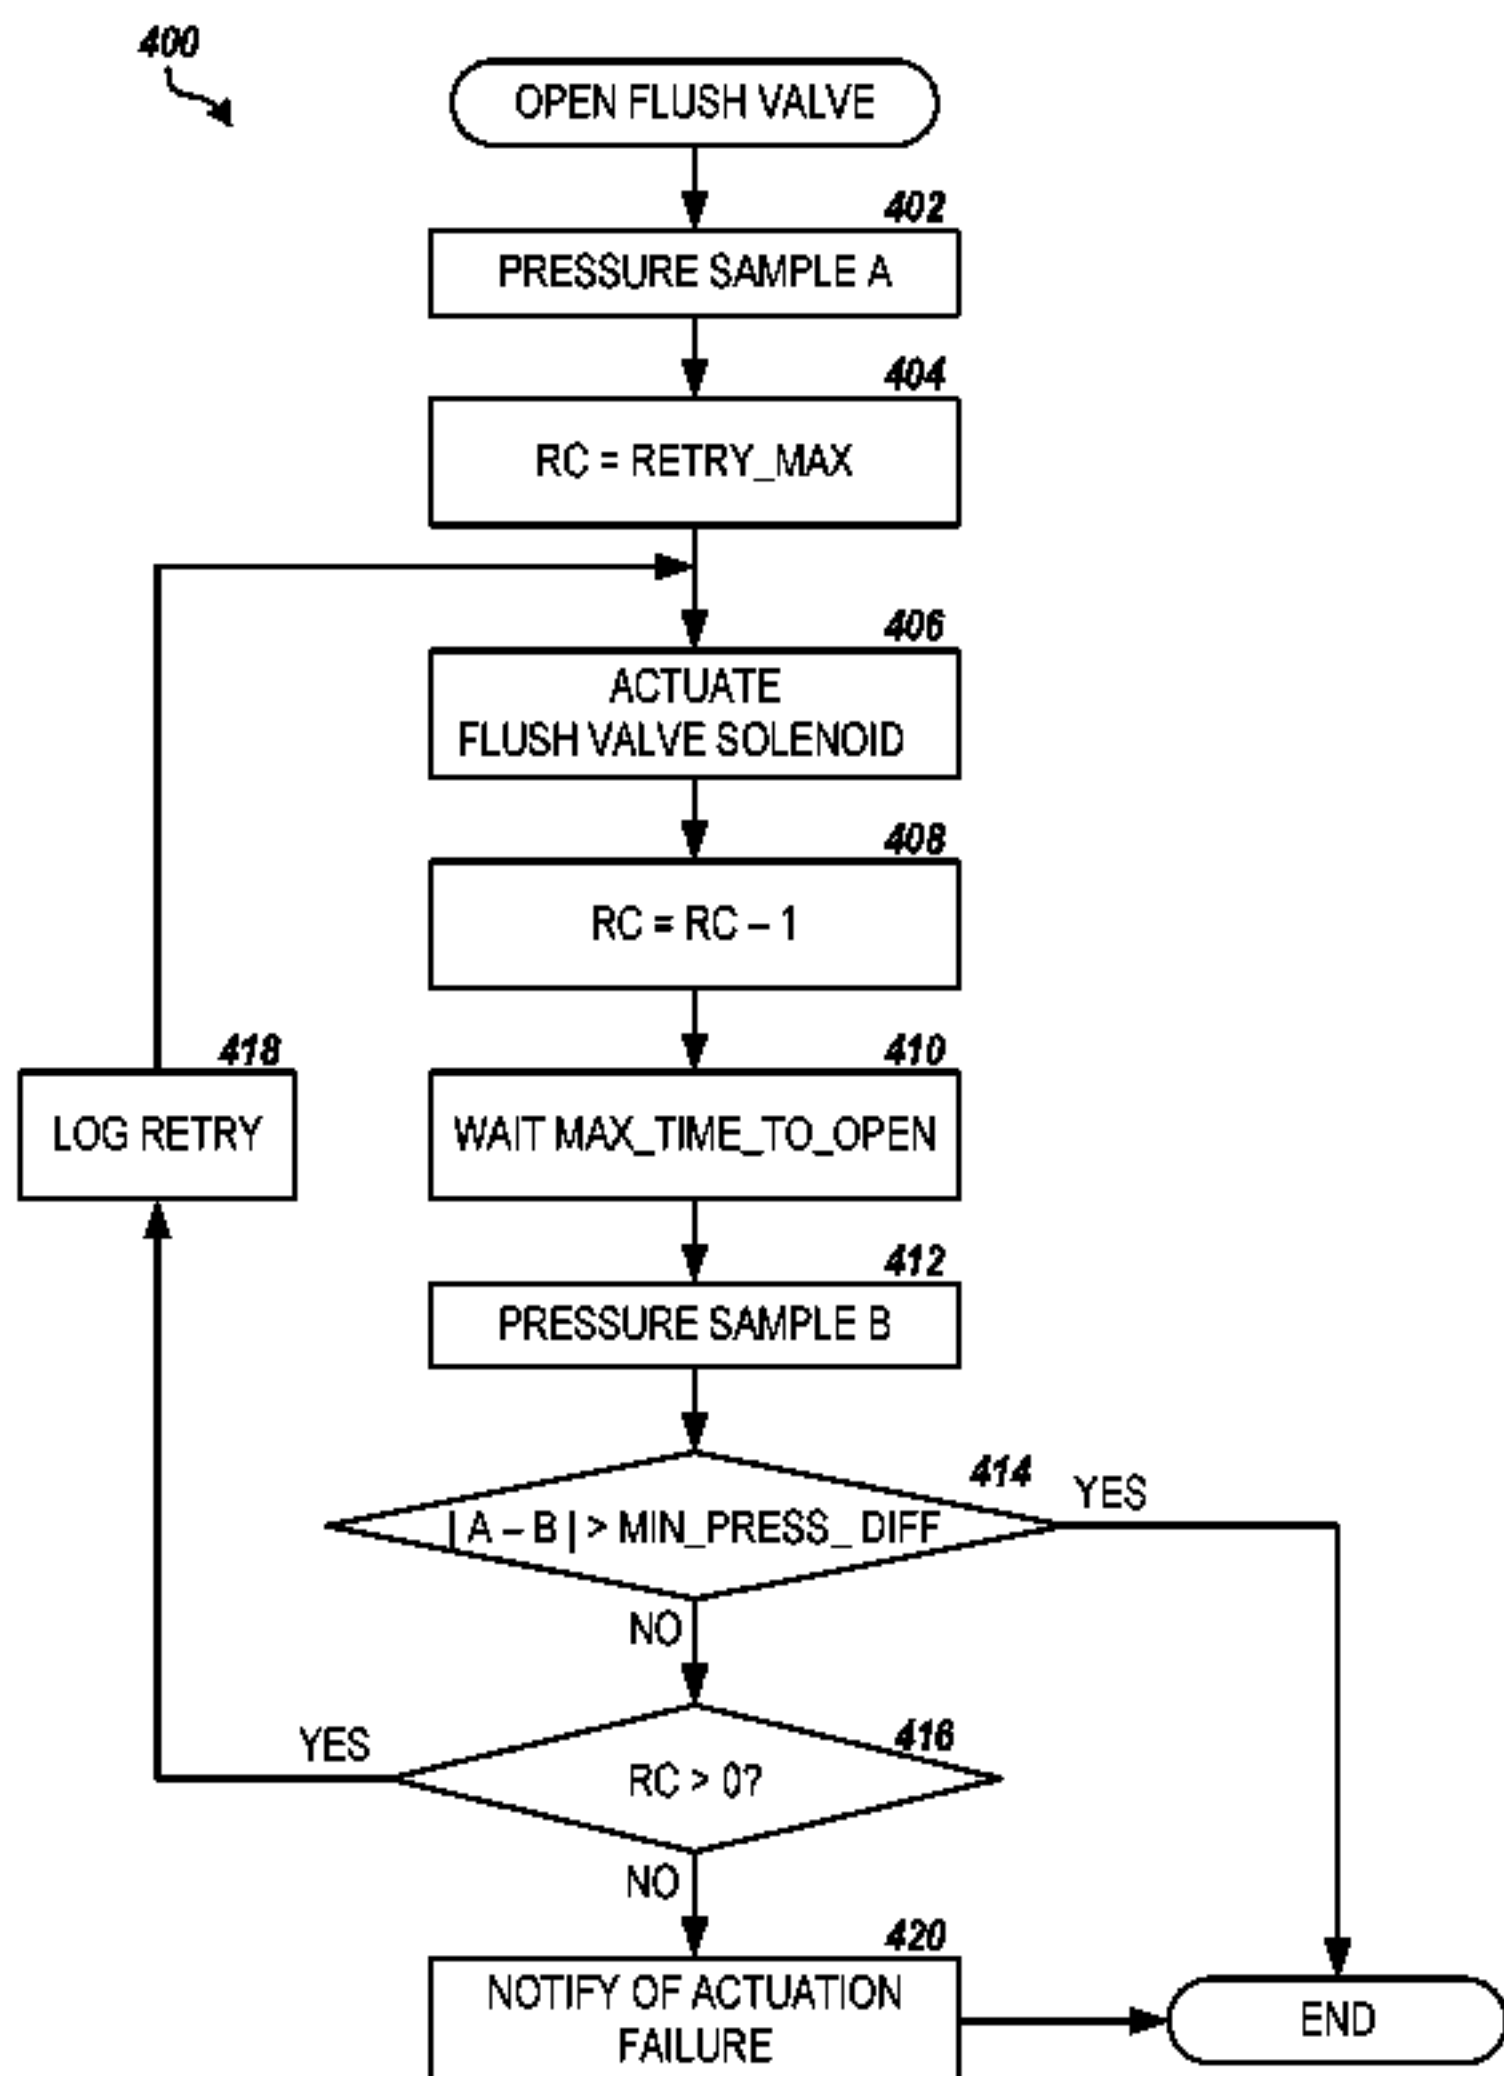 400
OPEN FLUSH VALVE
402
PRESSURE SAMPLE A
404
RC = RETRY_MAX
406
ACTUATE
FLUSH VALVE SOLENOID
408
RC = RC – 1
418
LOG RETRY
410
WAIT MAX_TIME_TO_OPEN
412
PRESSURE SAMPLE B
414
YES
| A – B | > MIN_PRESS_ DIFF
NO
416
YES
RC > 0?
NO
420
NOTIFY OF ACTUATION
FAILURE
END